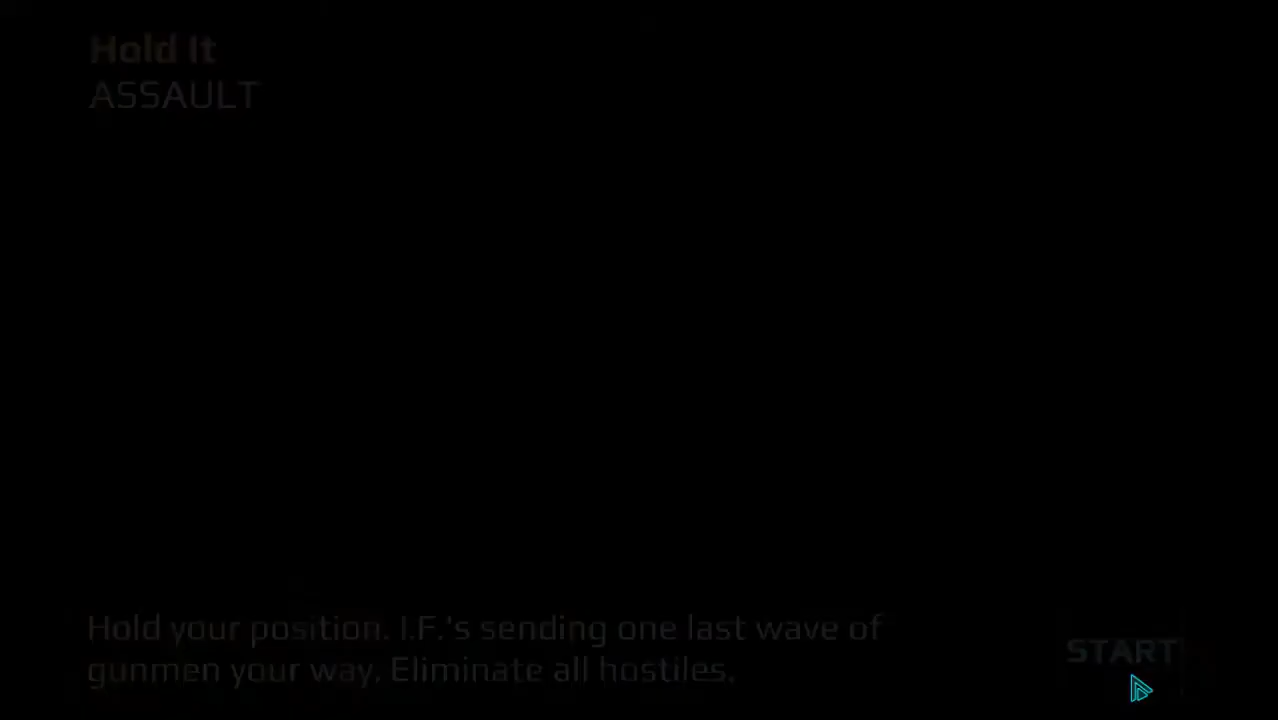 Hold It
ASSAULT
Hold your position. I.F.'s sending one last wave of
gunmen your way. Eliminate all hostiles.
START